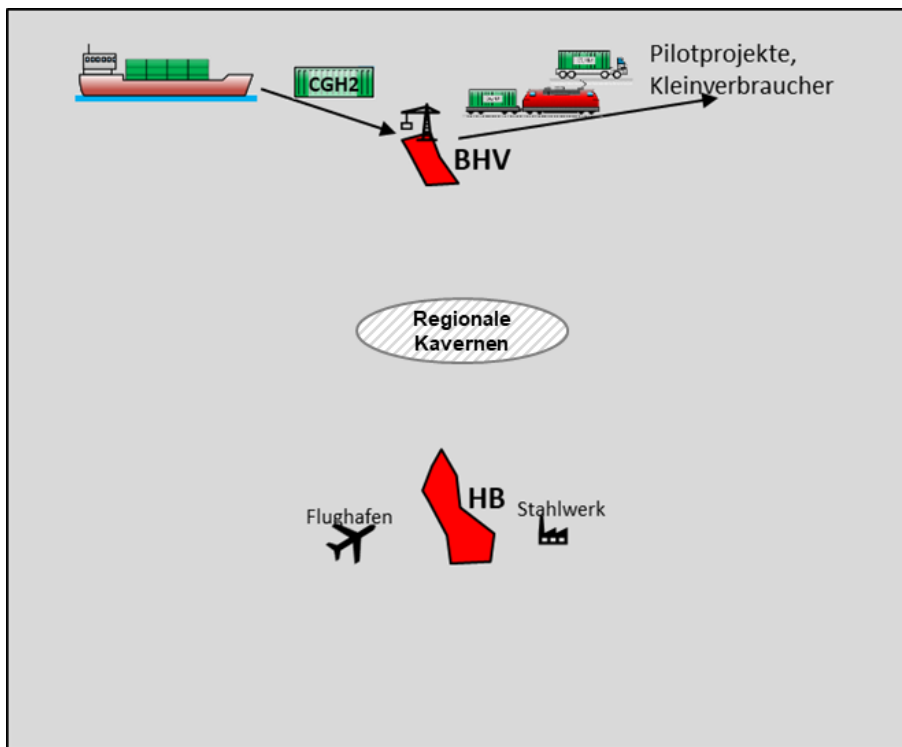 Pilotprojekte,
Kleinverbraucher
CGH2
BHV
Regionale
Kavernen
HB
Flughafen
Stahlwerk